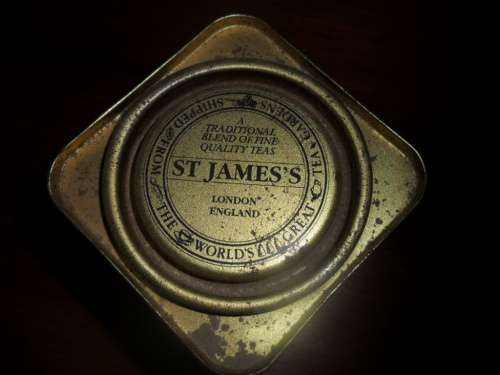 A
TRADITIONAL
BLEND OF FINE
QUALITY TEAS
ST JAMES'S
LONDON
ENGLAND
SHIPPED FROM THE WORLD'S GREAT TEA GARDENS